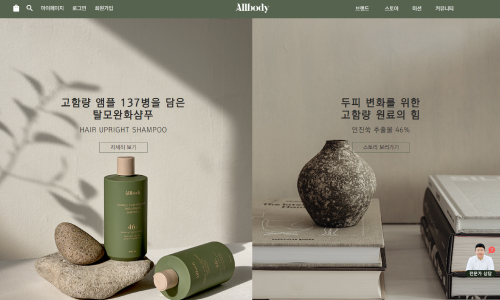 마이페이지 로그인 회원가입
Allbody
브랜드 스토어 미션 커뮤니티
고함량 앰플 137병을 담은
탈모완화샴푸
HAIR UPRIGHT SHAMPOO
자세히 보기
두피 변화를 위한
고함량 원료의 힘
인진쑥 추출물 46%
스토리 보러가기
Allbody
46
전문가 상담